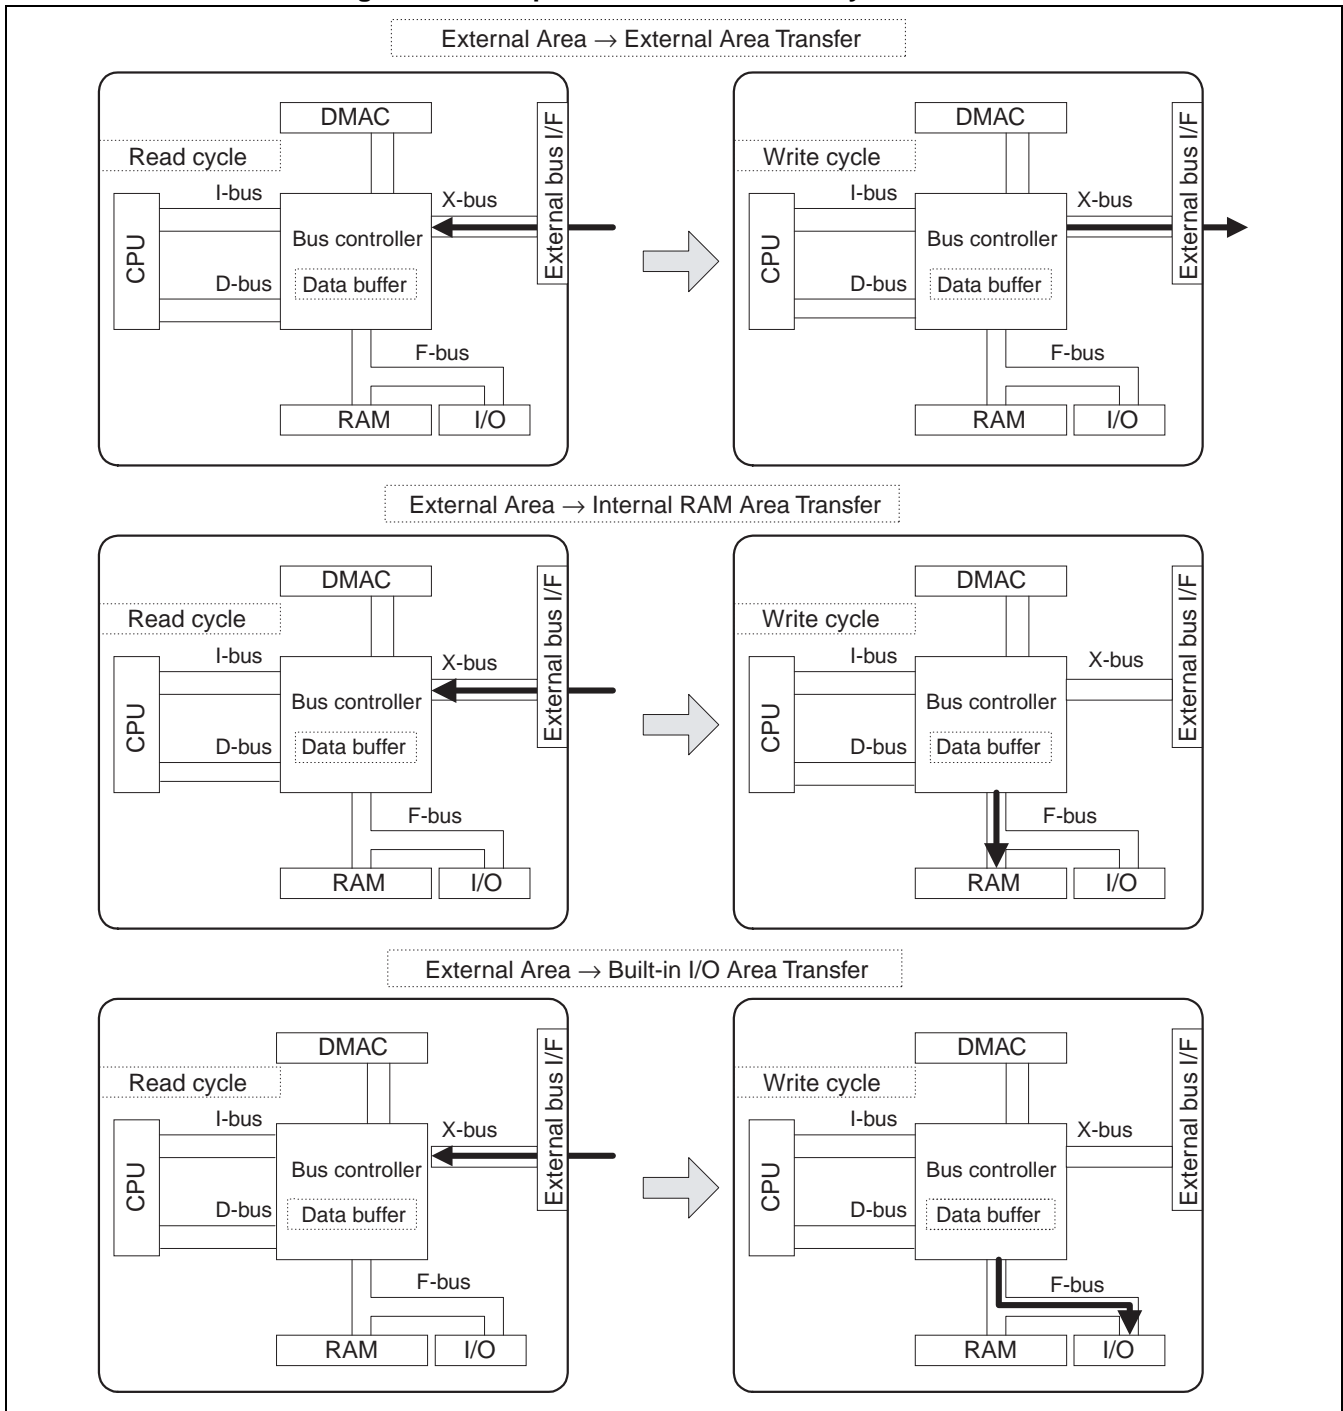 External Area → External Area Transfer
DMAC
External bus I/F
Read cycle
I-bus
X-bus
CPU
Bus controller
D-bus
Data buffer
F-bus
RAM
I/O
DMAC
External bus I/F
Write cycle
I-bus
X-bus
CPU
Bus controller
D-bus
Data buffer
F-bus
RAM
I/O
External Area → Internal RAM Area Transfer
DMAC
External bus I/F
Read cycle
I-bus
X-bus
CPU
Bus controller
D-bus
Data buffer
F-bus
RAM
I/O
DMAC
External bus I/F
Write cycle
I-bus
X-bus
CPU
Bus controller
D-bus
Data buffer
F-bus
RAM
I/O
External Area → Built-in I/O Area Transfer
DMAC
External bus I/F
Read cycle
I-bus
X-bus
CPU
Bus controller
D-bus
Data buffer
F-bus
RAM
I/O
DMAC
External bus I/F
Write cycle
I-bus
X-bus
CPU
Bus controller
D-bus
Data buffer
F-bus
RAM
I/O